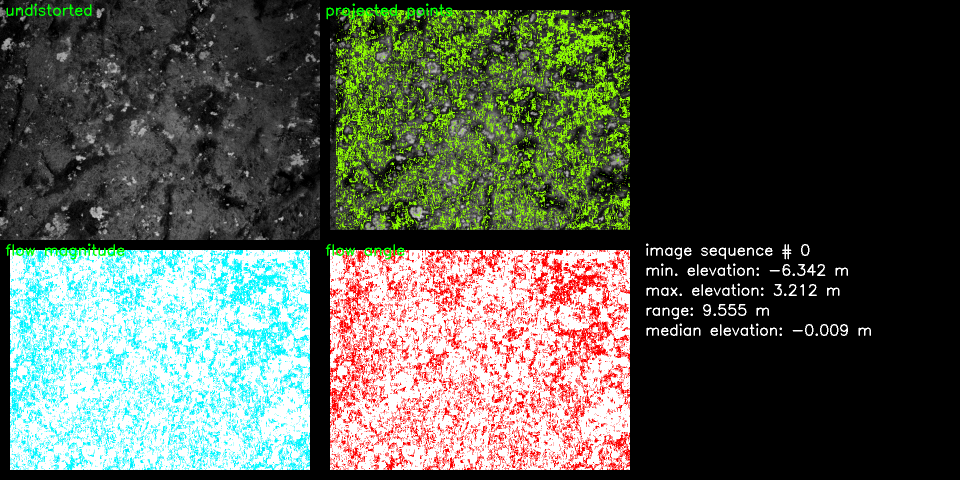 undistorted
projected points
flow magnitude
flow angle
image sequence # 0
min. elevation: −6.342 m
max. elevation: 3.212 m
range: 9.555 m
median elevation: −0.009 m